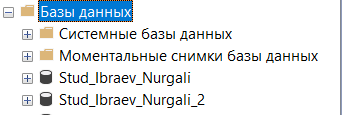 Базы данных
Системные базы данных
Моментальные снимки базы данных
Stud_Ibraev_Nurgali
Stud_Ibraev_Nurgali_2